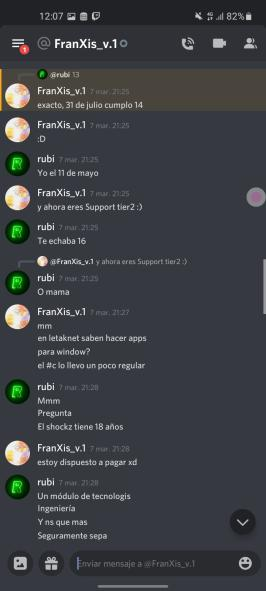 12:07
4G
82%
1
@ FranXis_v.1
@rubi 13
FranXis_v.1 7 mar. 21:25
exacto, 31 de julio cumplo 14
FranXis_v.1 7 mar. 21:25
:D
rubi 7 mar. 21:25
Yo el 11 de mayo
FranXis_v.1 7 mar. 21:25
y ahora eres Support tier2 :)
rubi 7 mar. 21:25
Te echaba 16
@FranXis_v.1 y ahora eres Support tier2 :)
rubi 7 mar. 21:25
O mama
FranXis_v.1 7 mar. 21:27
mm
en letaknet saben hacer apps
para window?
el #c lo llevo un poco regular
rubi 7 mar. 21:28
Mmm
Pregunta
El shockz tiene 18 años
FranXis_v.1 7 mar. 21:28
estoy dispuesto a pagar xd
rubi 7 mar. 21:28
Un módulo de tecnologis
Ingeniería
Y ns que mas
Seguramente sepa
Enviar mensaje a @FranXis_v.1